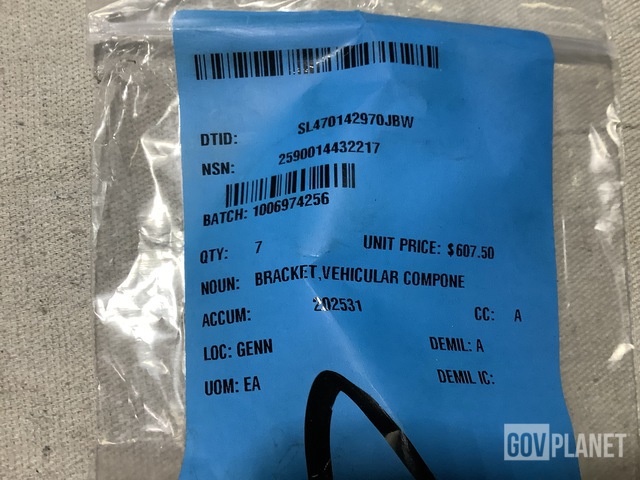 DTID: SL470142970JBW
NSN: 2590014432217
BATCH: 1006974256
QTY: 7 UNIT PRICE: $607.50
NOUN: BRACKET,VEHICULAR COMPONE
ACCUM: 202531 CC: A
LOC: GENN DEMIL: A
UOM: EA DEMIL IC:
GOVPLANET